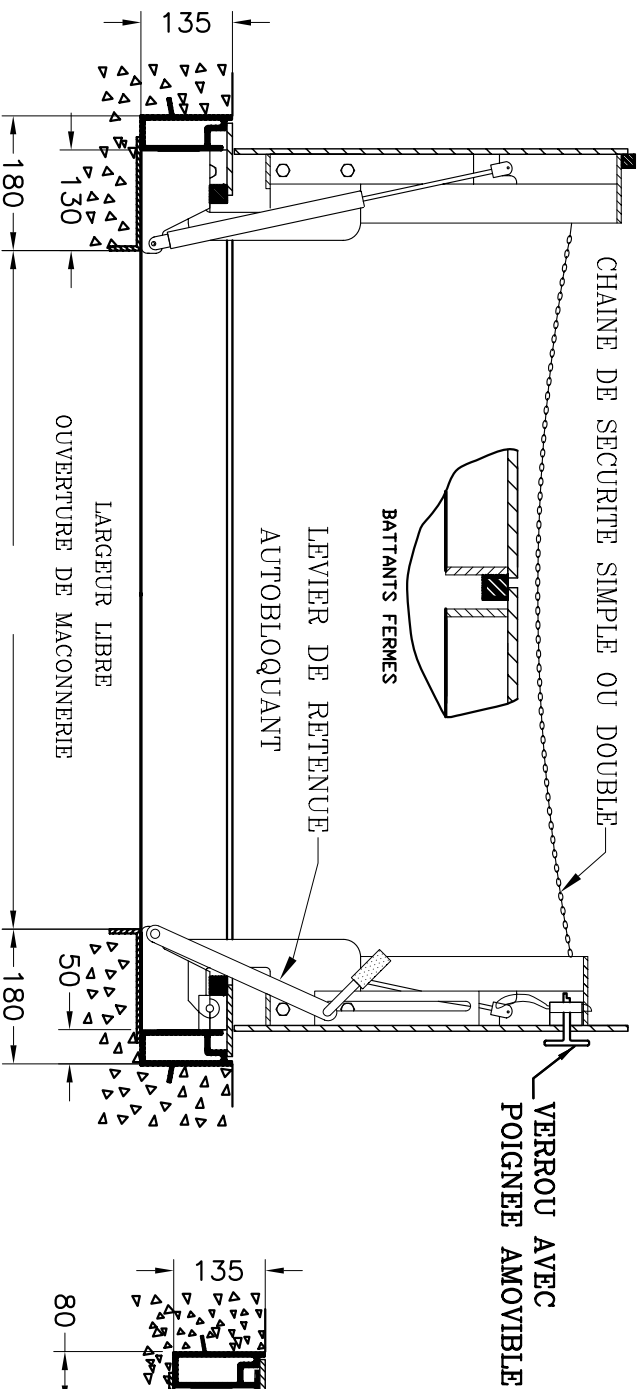 135
180
130
CHAINE DE SECURITE SIMPLE OU DOUBLE
BATTANTS FERMES
LEVIER DE RETENUE
AUTOBLOQUANT
LARGEUR LIBRE
OUVERTURE DE MACONNERIE
180
50
VERROU AVEC
POIGNEE AMOVIBLE
135
80